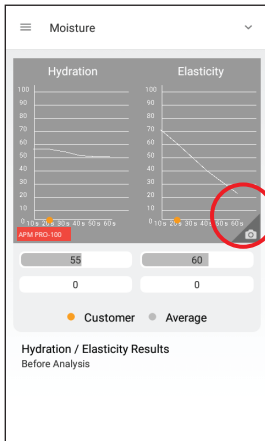 Moisture
Hydration Elasticity
100 100
90 90
80 80
70 70
60 60
50 50
40 40
30 30
20 20
10 10
0 10s 20s 30s 40s 50s 60s 0 10s 20s 30s 40s 50s 60s
APM PRO-100
55 60
0 0
Customer Average
Hydration / Elasticity Results
Before Analysis